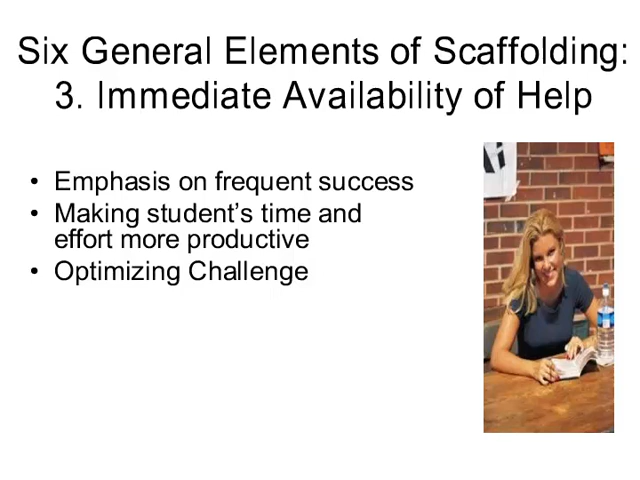 Six General Elements of Scaffolding:
3. Immediate Availability of Help
• Emphasis on frequent success
• Making student's time and
effort more productive
• Optimizing Challenge